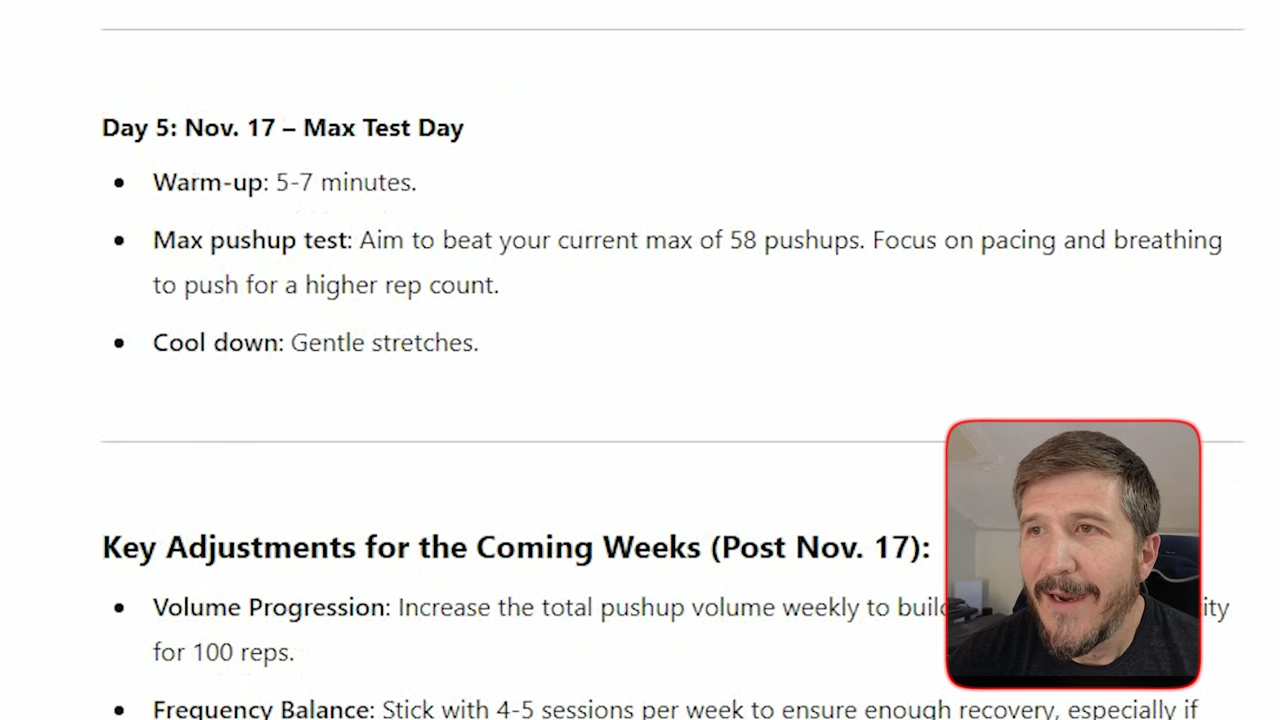 Day 5: Nov. 17 – Max Test Day
• Warm-up: 5-7 minutes.
• Max pushup test: Aim to beat your current max of 58 pushups. Focus on pacing and breathing
to push for a higher rep count.
• Cool down: Gentle stretches.
Key Adjustments for the Coming Weeks (Post Nov. 17):
• Volume Progression: Increase the total pushup volume weekly to
for 100 reps.
• Frequency Balance: Stick with 4-5 sessions per week to ensure enough recovery, especially if